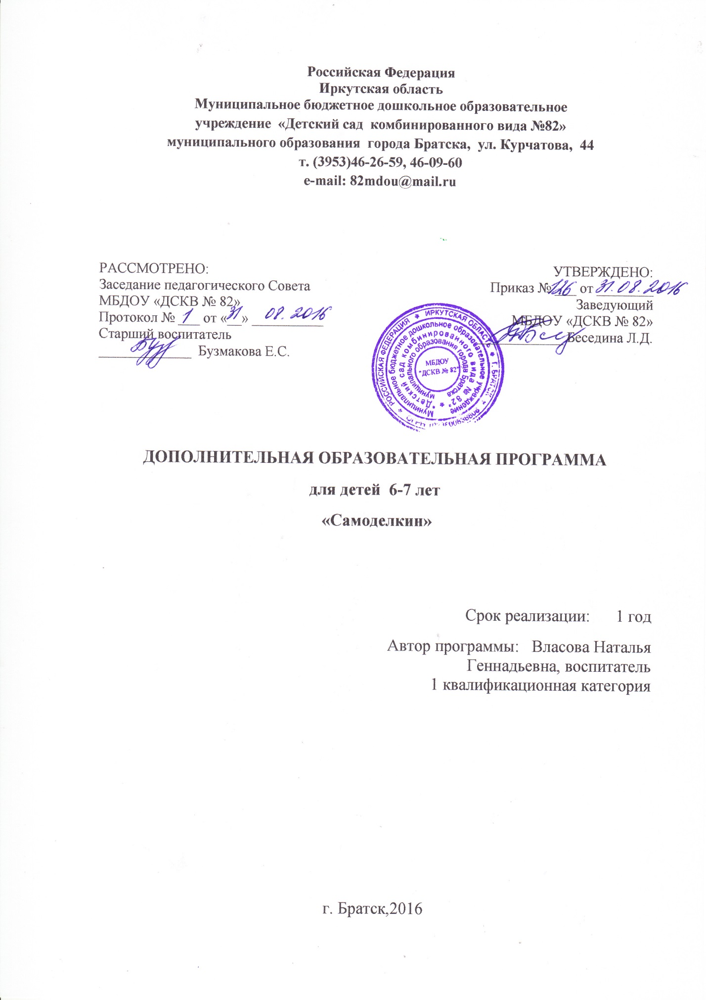 Российская Федерация
Иркутская область
Муниципальное бюджетное дошкольное образовательное
учреждение «Детский сад комбинированного вида №82»
муниципального образования города Братска, ул. Курчатова, 44
т. (3953)46-26-59, 46-09-60
e-mail: 82mdou@mail.ru
РАССМОТРЕНО:
Заседание педагогического Совета
МБДОУ «ДСКВ № 82»
Протокол № 1 от «31» 08. 2016
Старший воспитатель
Бузмакова Е.С.
УТВЕРЖДЕНО:
Приказ № 126 от 31.08.2016
Заведующий
МБДОУ «ДСКВ № 82»
Беседина Л.Д.
РОССИЙСКАЯ ФЕДЕРАЦИЯ * ИРКУТСКАЯ ОБЛАСТЬ * Г. БРАТСК *
Муниципальное бюджетное дошкольное образовательное учреждение
"Детский сад комбинированного вида № 82" *
муниципального образования города Братска
МБДОУ
"ДСКВ № 82"
ДОПОЛНИТЕЛЬНАЯ ОБРАЗОВАТЕЛЬНАЯ ПРОГРАММА
для детей 6-7 лет
«Самоделкин»
Срок реализации: 1 год
Автор программы: Власова Наталья
Геннадьевна, воспитатель
1 квалификационная категория
г. Братск,2016